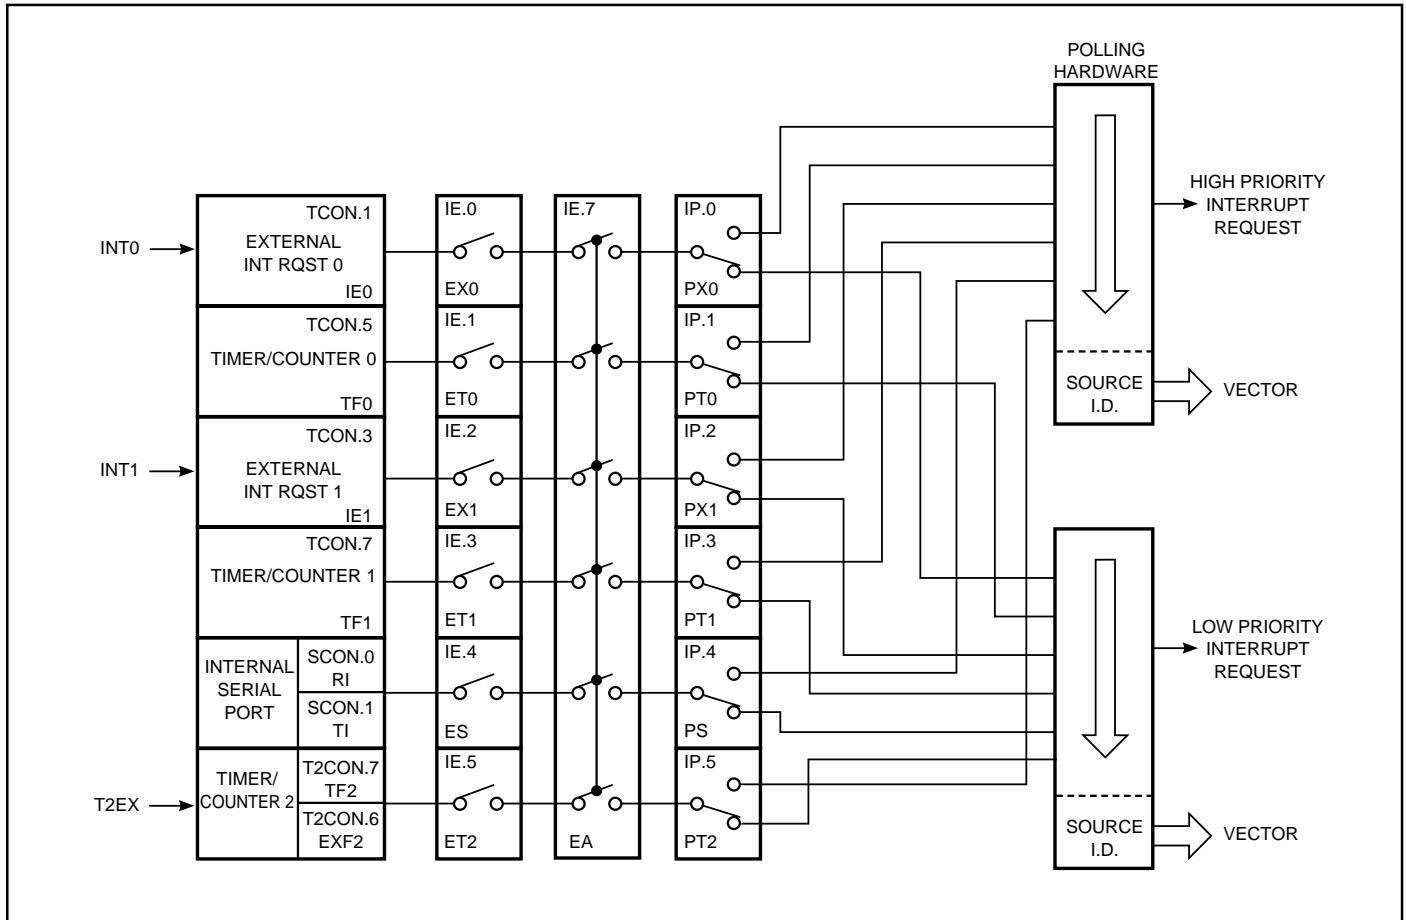 POLLING
HARDWARE
HIGH PRIORITY
INTERRUPT
REQUEST
SOURCE
I.D.
VECTOR
INT0
TCON.1
EXTERNAL
INT RQST 0
IE0
IE.0
EX0
IE.7
IP.0
PX0
TCON.5
TIMER/COUNTER 0
TF0
IE.1
ET0
IP.1
PT0
INT1
TCON.3
EXTERNAL
INT RQST 1
IE1
IE.2
EX1
IP.2
PX1
TCON.7
TIMER/COUNTER 1
TF1
IE.3
ET1
IP.3
PT1
INTERNAL
SERIAL
PORT
SCON.0
RI
SCON.1
TI
IE.4
ES
IP.4
PS
T2EX
TIMER/
COUNTER 2
T2CON.7
TF2
T2CON.6
EXF2
IE.5
ET2
EA
IP.5
PT2
LOW PRIORITY
INTERRUPT
REQUEST
SOURCE
I.D.
VECTOR